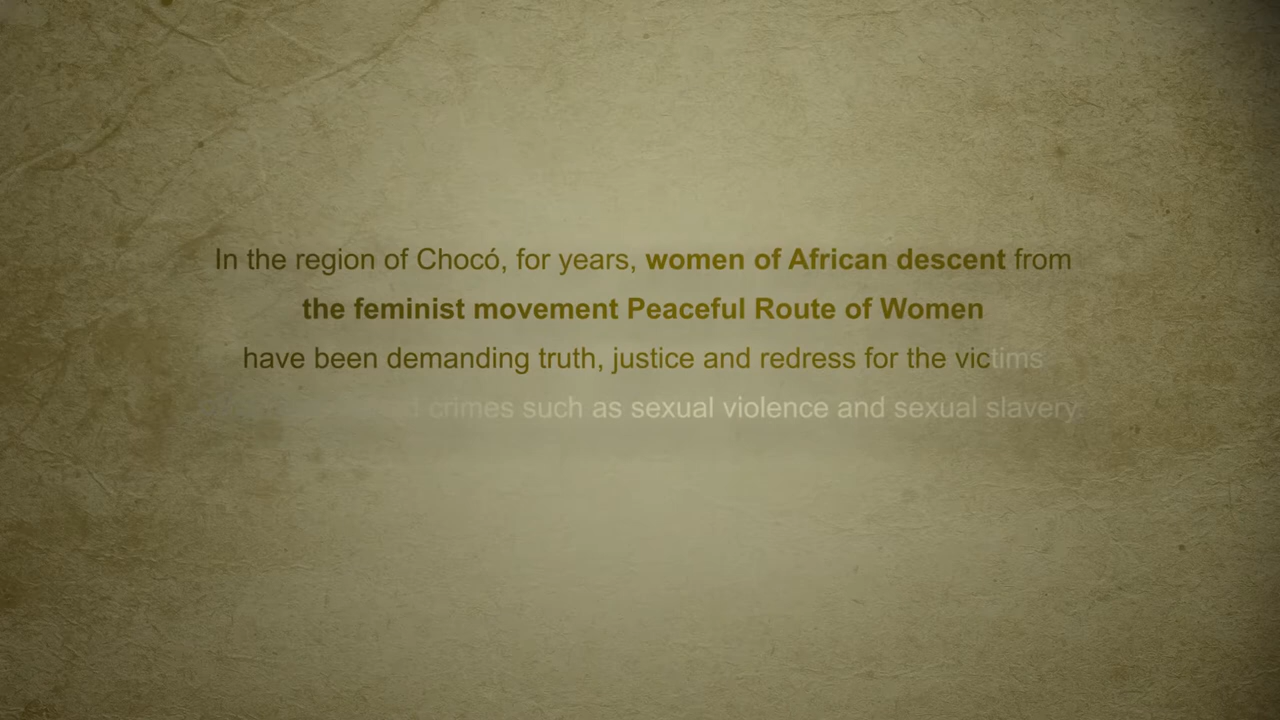 In the region of Chocó, for years, women of African descent from
the feminist movement Peaceful Route of Women
have been demanding truth, justice and redress for the victims
crimes such as sexual violence and sexual slavery.